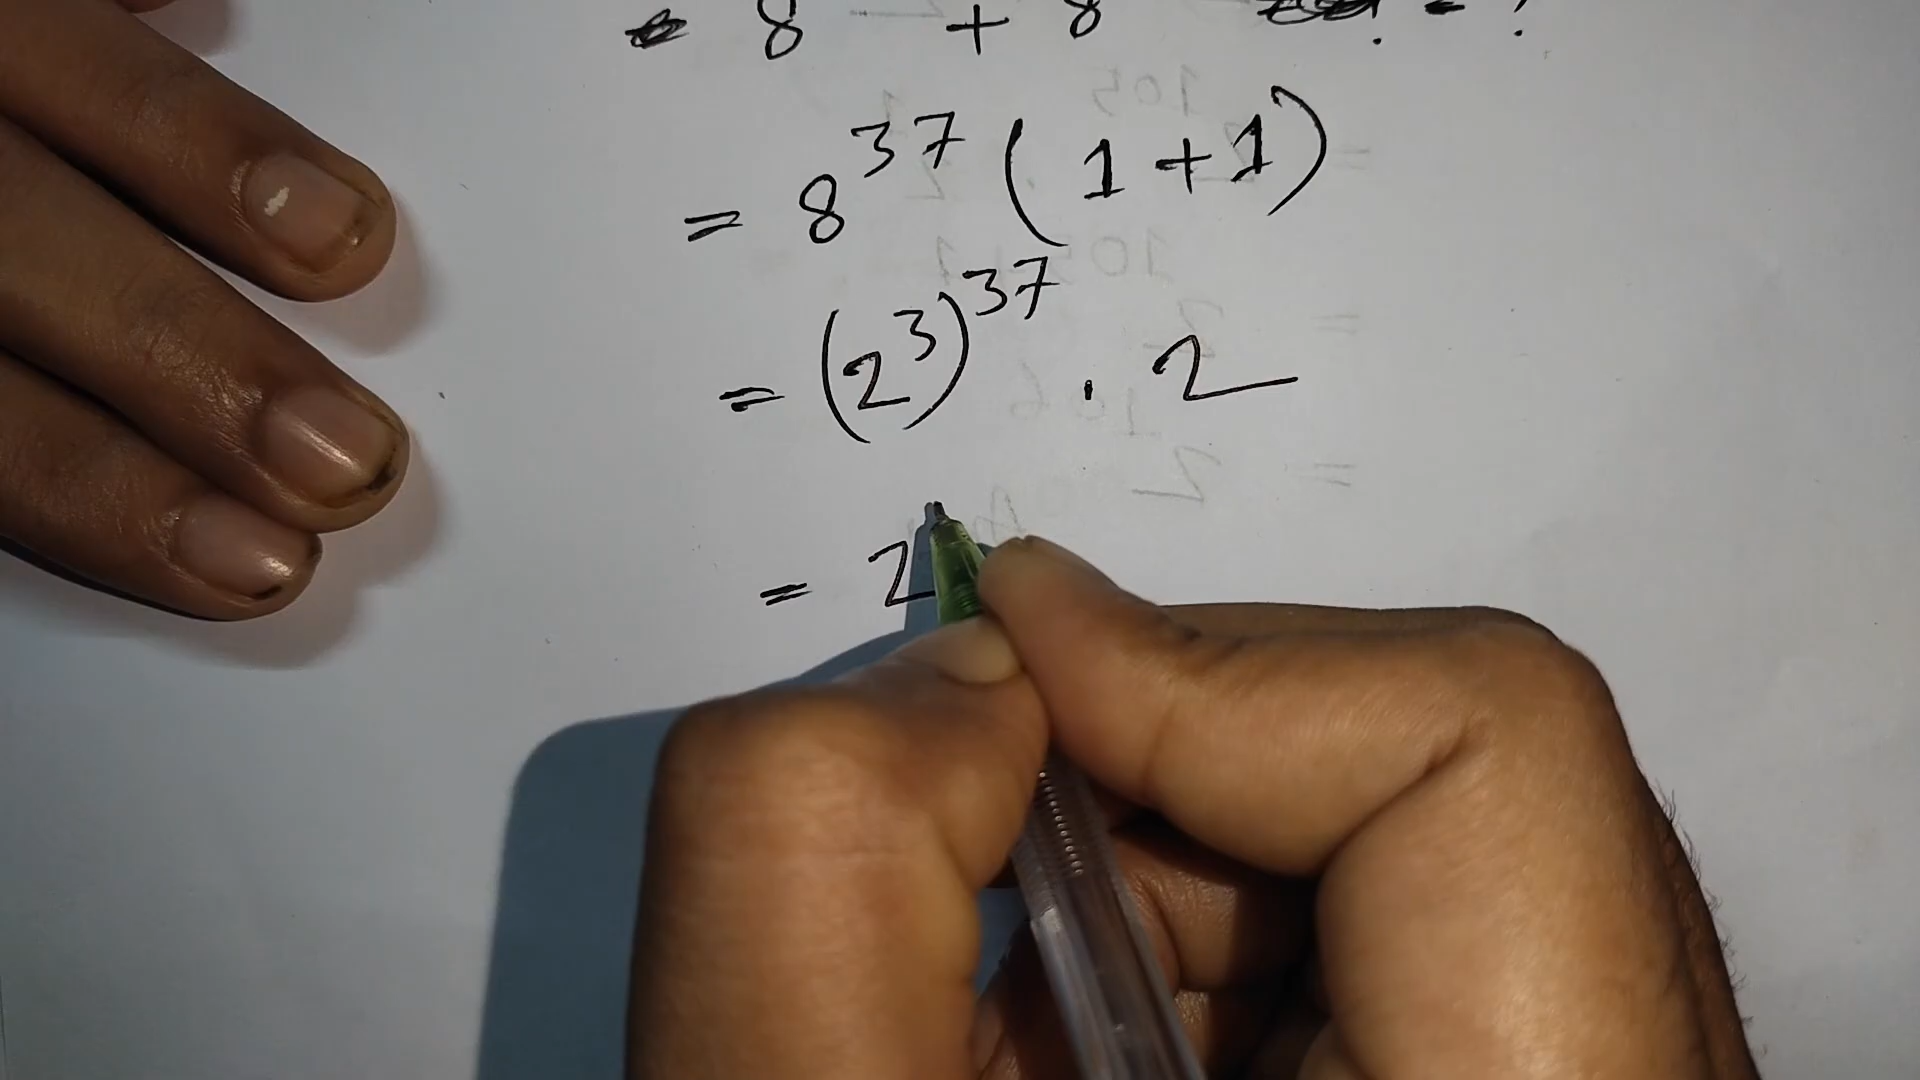 8 + 8 = ?
= 8^37 (1 + 1)
= (2^3)^37 . 2
= 2